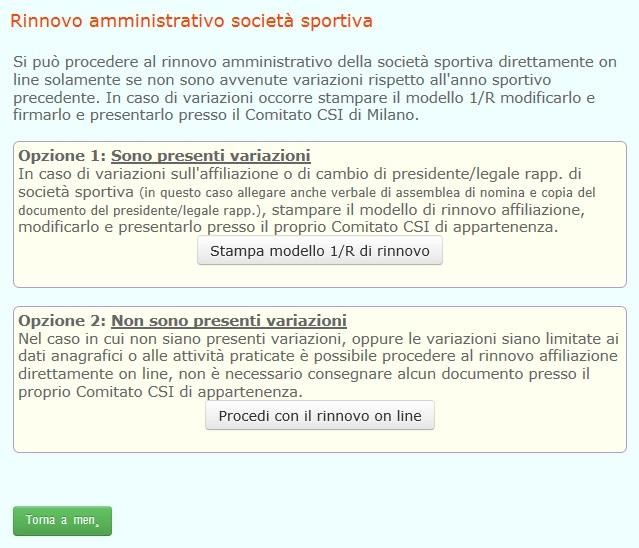 Rinnovo amministrativo società sportiva
Si può procedere al rinnovo amministrativo della società sportiva direttamente on
line solamente se non sono avvenute variazioni rispetto all'anno sportivo
precedente. In caso di variazioni occorre stampare il modello 1/R modificarlo e
firmarlo e presentarlo presso il Comitato CSI di Milano.
Opzione 1: Sono presenti variazioni
In caso di variazioni sull'affiliazione o di cambio di presidente/legale rapp. di
società sportiva (in questo caso allegare anche verbale di assemblea di nomina e copia del
documento del presidente/legale rapp.), stampare il modello di rinnovo affiliazione,
modificarlo e presentarlo presso il proprio Comitato CSI di appartenenza.
Stampa modello 1/R di rinnovo
Opzione 2: Non sono presenti variazioni
Nel caso in cui non siano presenti variazioni, oppure le variazioni siano limitate ai
dati anagrafici o alle attività praticate è possibile procedere al rinnovo affiliazione
direttamente on line, non è necessario consegnare alcun documento presso il
proprio Comitato CSI di appartenenza.
Procedi con il rinnovo on line
Torna a men¸